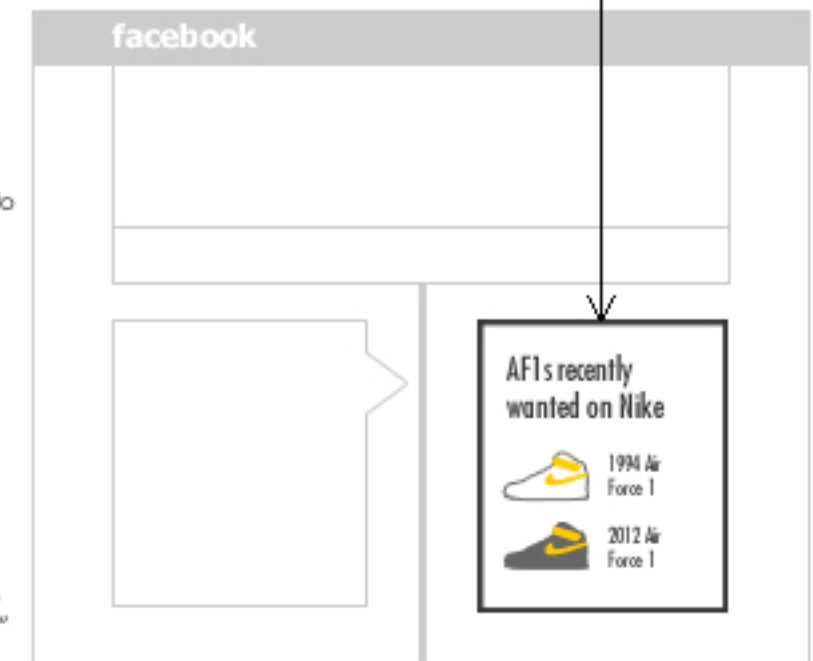 facebook
AF1s recently
wanted on Nike
1994 Air
Force 1
2012 Air
Force 1